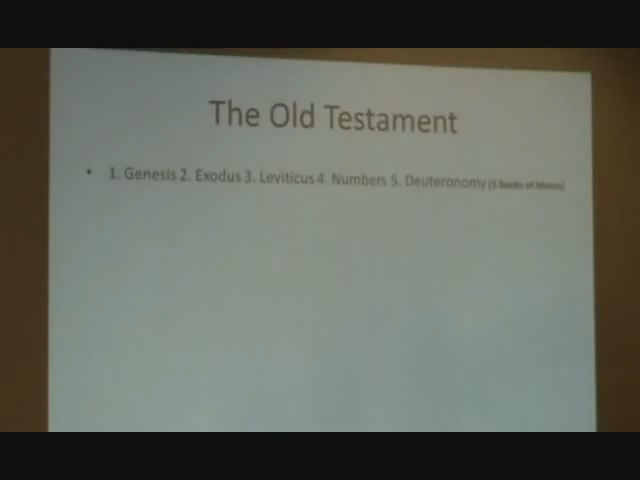 The Old Testament
• 1. Genesis 2. Exodus 3. Leviticus 4. Numbers 5. Deuteronomy (5 Books of Moses)